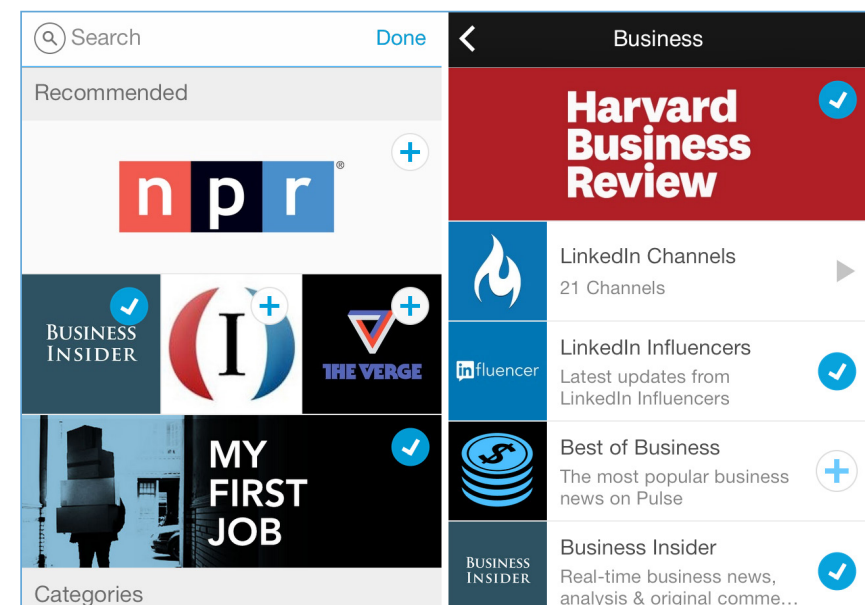 Search
Done
Recommended
npr®
BUSINESS
INSIDER
I
THE VERGE
MY
FIRST
JOB
Categories
Business
Harvard
Business
Review
LinkedIn Channels
21 Channels
influencer
LinkedIn Influencers
Latest updates from
LinkedIn Influencers
Best of Business
The most popular business
news on Pulse
BUSINESS
INSIDER
Business Insider
Real-time business news,
analysis & original comme...